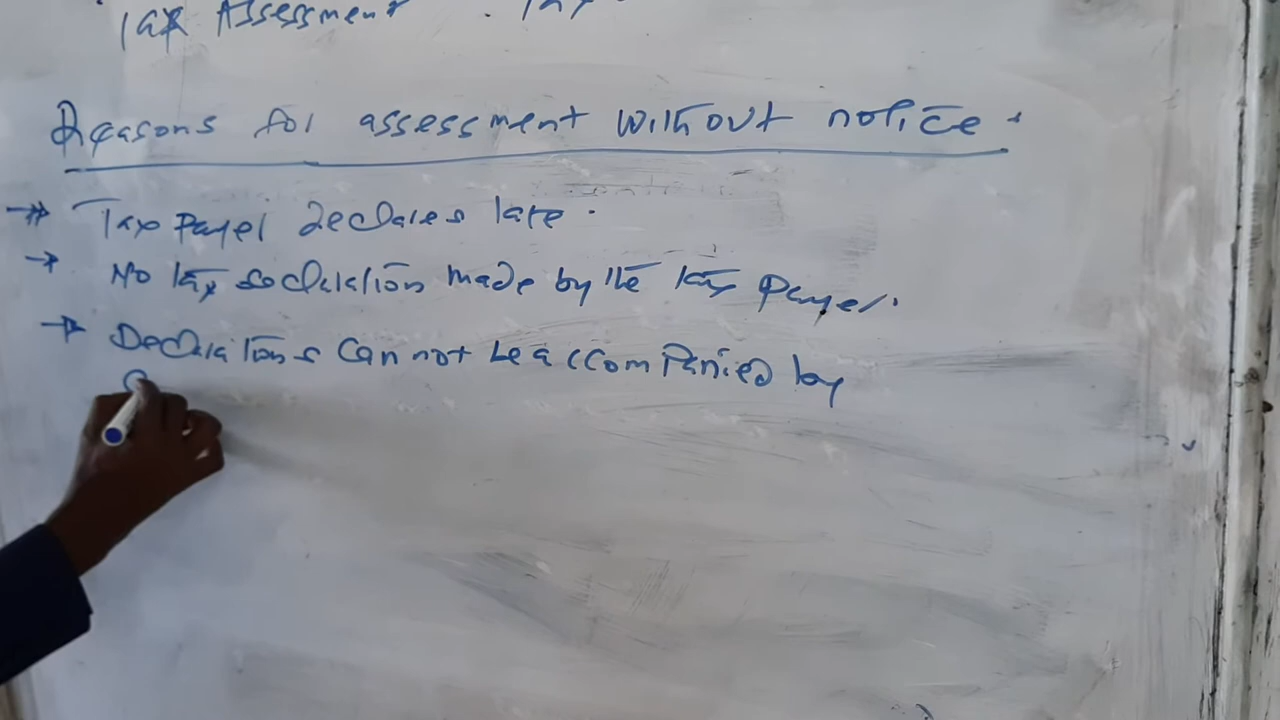 Tax Assessment
Reasons for assessment without notice.
Tax payer declares late.
No tax declaration made by the tax payer.
Declarations can not be accompanied by